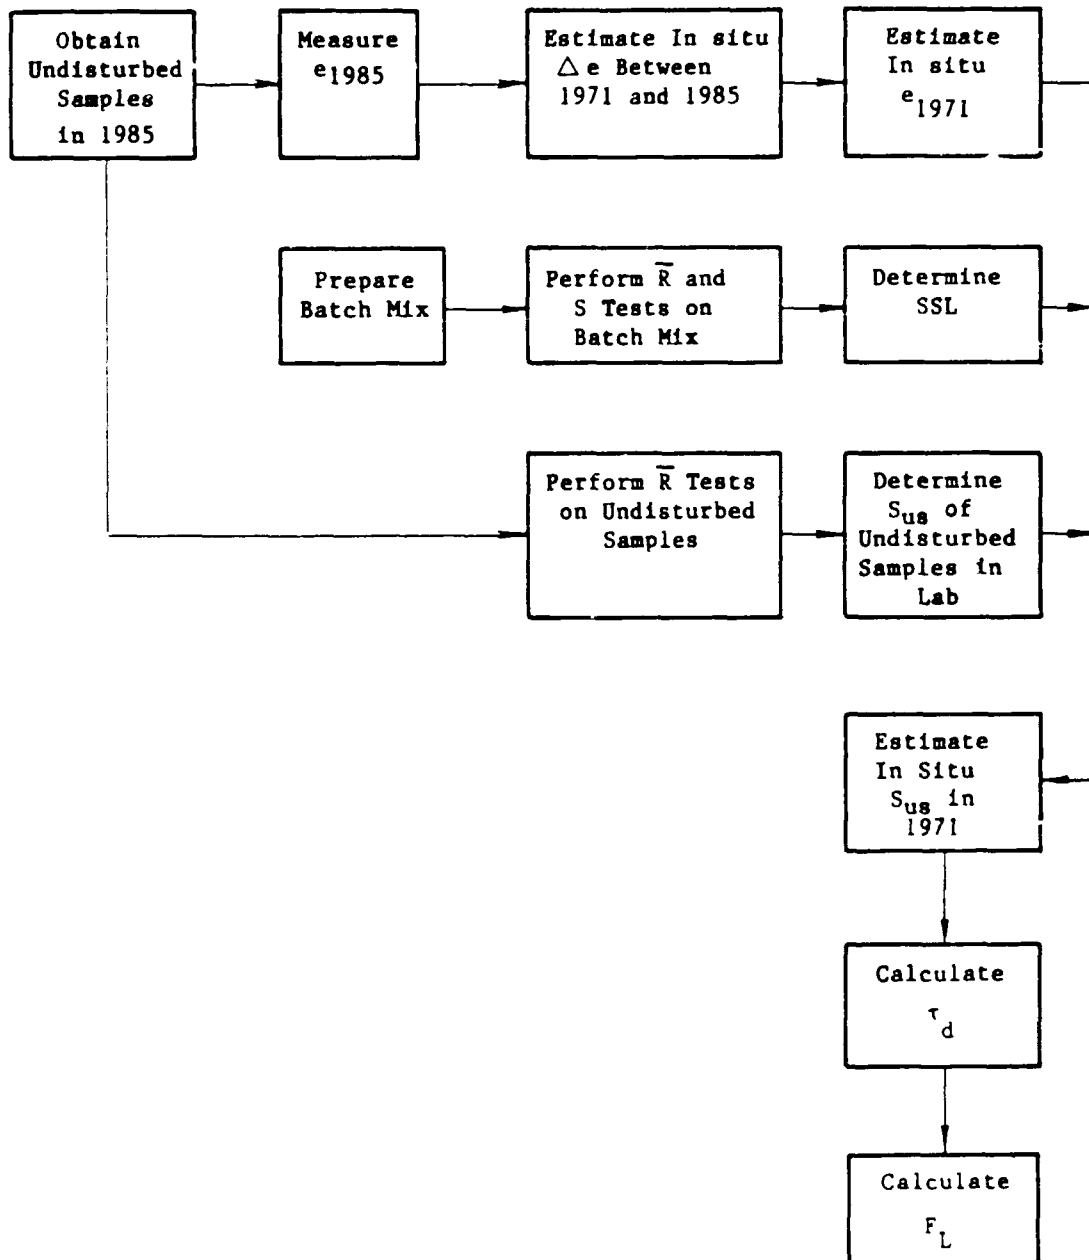 Obtain
Undisturbed
Samples
in 1985
Measure
e1985
Estimate In situ
△ e Between
1971 and 1985
Estimate
In situ
e1971
Prepare
Batch Mix
Perform R̅ and
S Tests on
Batch Mix
Determine
SSL
Perform R̅ Tests
on Undisturbed
Samples
Determine
Sus of
Undisturbed
Samples in
Lab
Estimate
In Situ
Sus in
1971
Calculate
τd
Calculate
FL